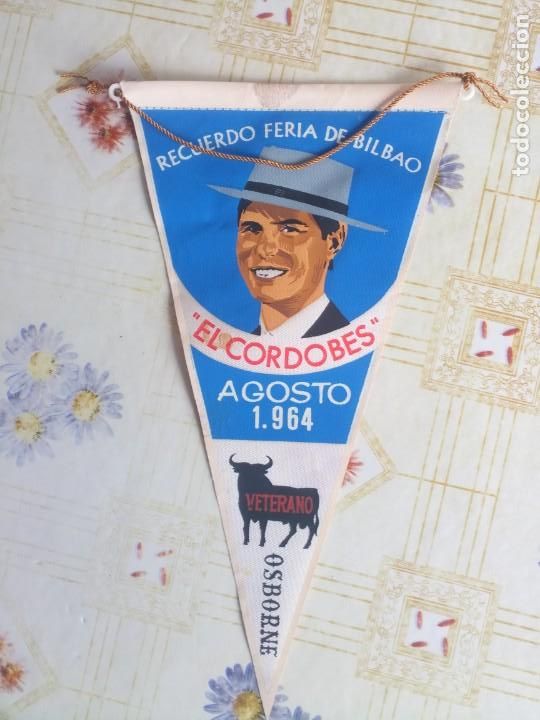 RECUERDO FERIA DE BILBAO
"EL CORDOBES"
AGOSTO
1.964
VETERANO
OSBORNE
todocoleccion